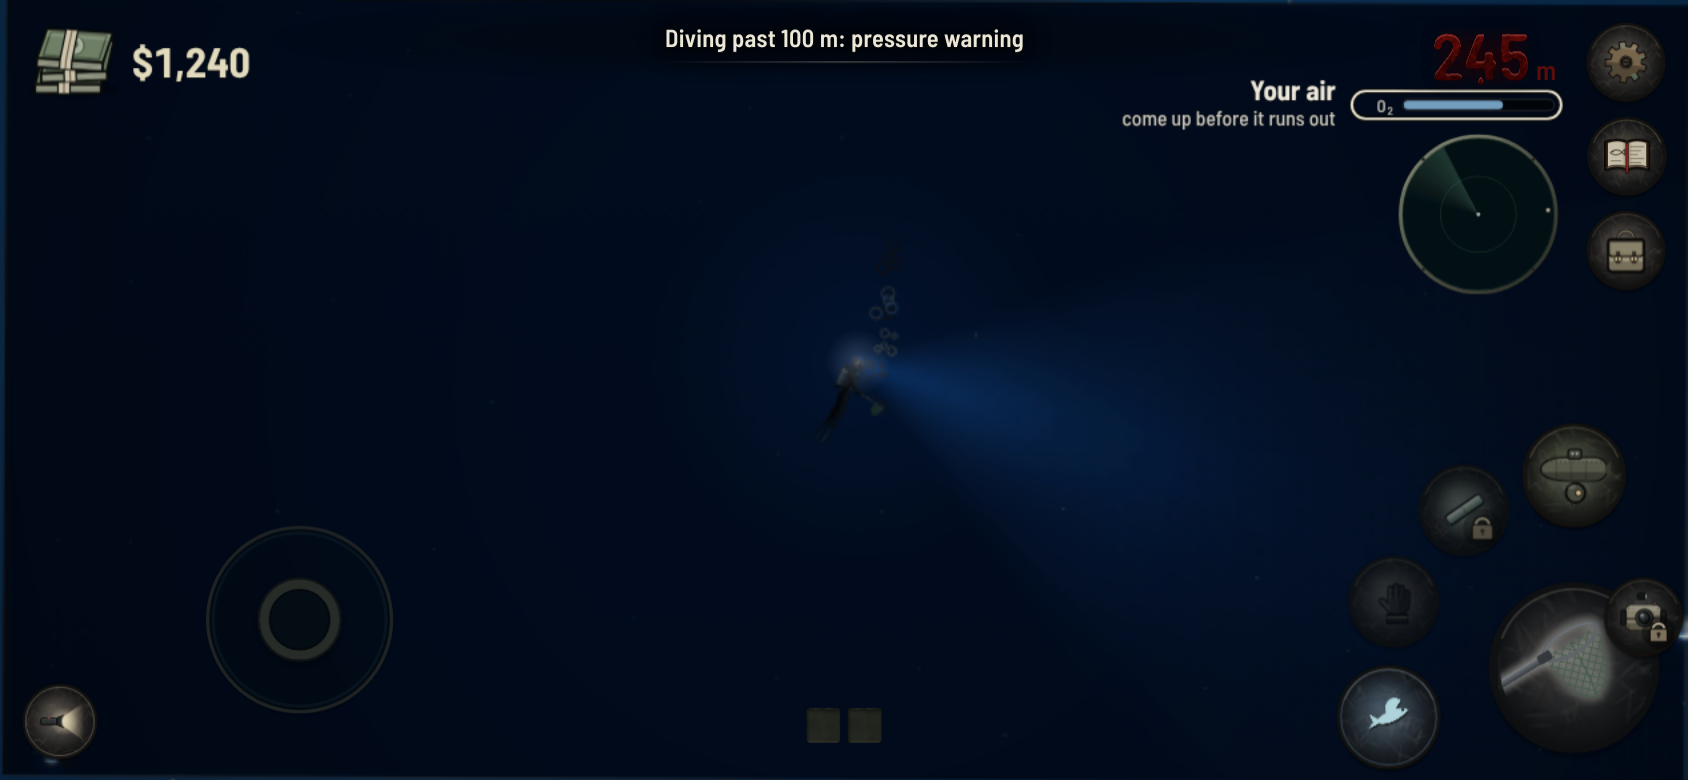 $1,240
Diving past 100 m: pressure warning
245 m
Your air
come up before it runs out
O₂